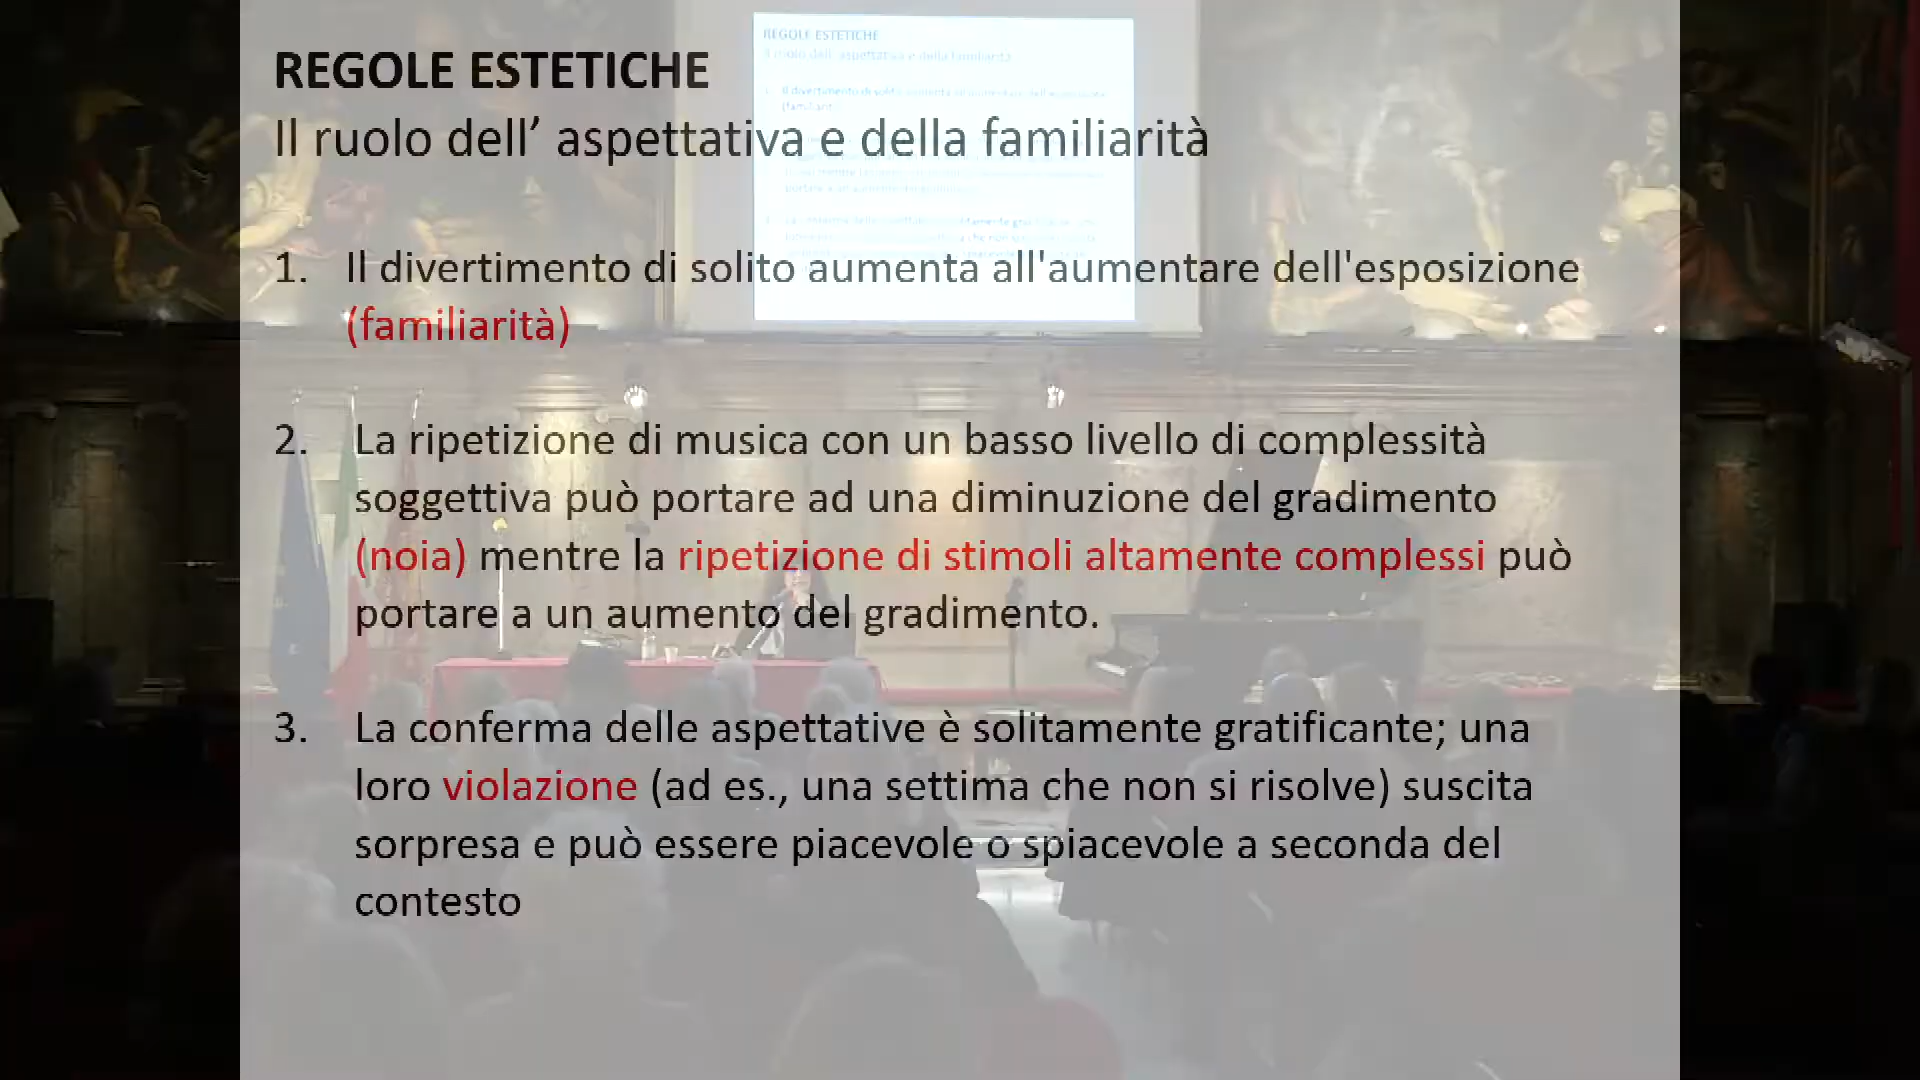 REGOLE ESTETICHE
Il ruolo dell’ aspettativa e della familiarità
1. Il divertimento di solito aumenta all'aumentare dell'esposizione
(familiarità)
2. La ripetizione di musica con un basso livello di complessità
soggettiva può portare ad una diminuzione del gradimento
(noia) mentre la ripetizione di stimoli altamente complessi può
portare a un aumento del gradimento.
3. La conferma delle aspettative è solitamente gratificante; una
loro violazione (ad es., una settima che non si risolve) suscita
sorpresa e può essere piacevole o spiacevole a seconda del
contesto
REGOLE ESTETICHE